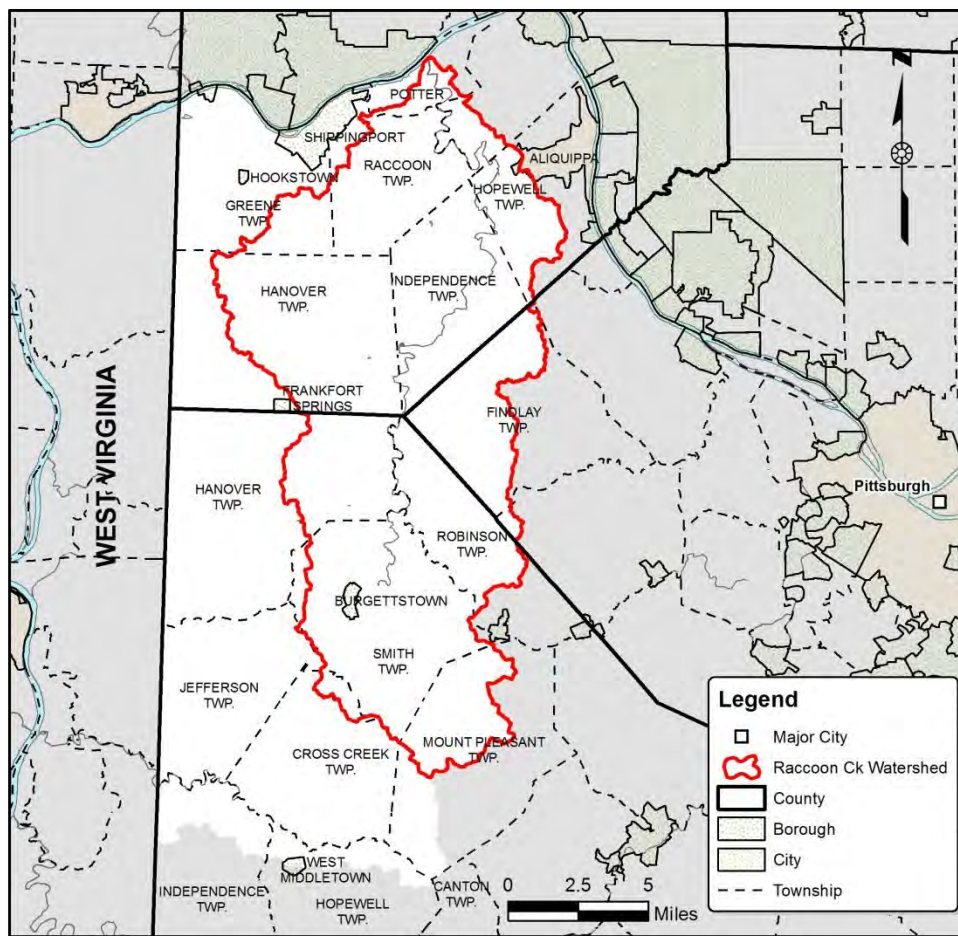 POTTER
SHIPPINGPORT
RACCOON
TWP.
ALIQUIPPA
HOOKSTOWN
HOPEWELL
TWP.
GREENE
TWP.
HANOVER
TWP.
INDEPENDENCE
TWP.
WEST VIRGINIA
FRANKFORT
SPRINGS
FINDLAY
TWP.
HANOVER
TWP.
Pittsburgh
ROBINSON
TWP.
BURGETTSTOWN
SMITH
TWP.
JEFFERSON
TWP.
CROSS CREEK
TWP.
MOUNT PLEASANT
TWP.
WEST
MIDDLETOWN
INDEPENDENCE
TWP.
HOPEWELL
TWP.
CANTON
TWP.
0 2.5 5
Miles
Legend
Major City
Raccoon Ck Watershed
County
Borough
City
Township